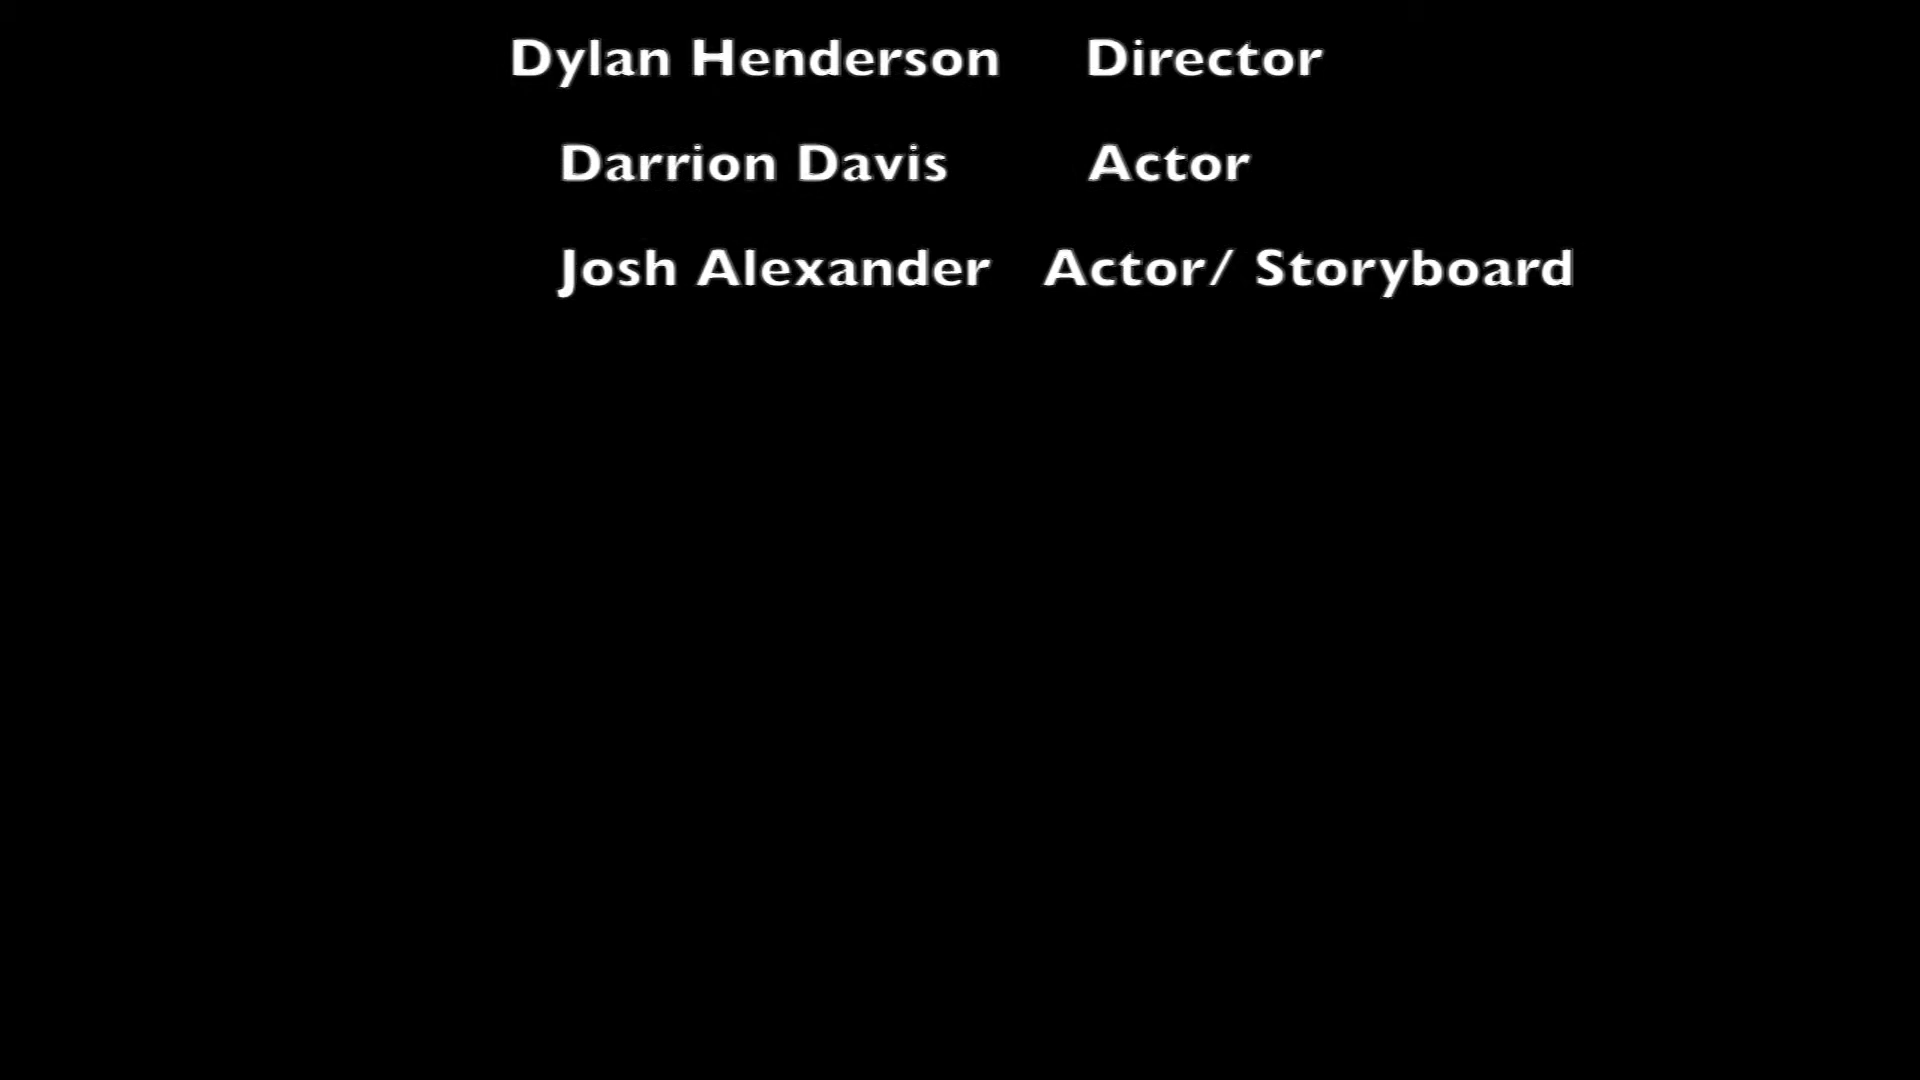 Dylan Henderson Director
Darrion Davis Actor
Josh Alexander Actor/ Storyboard